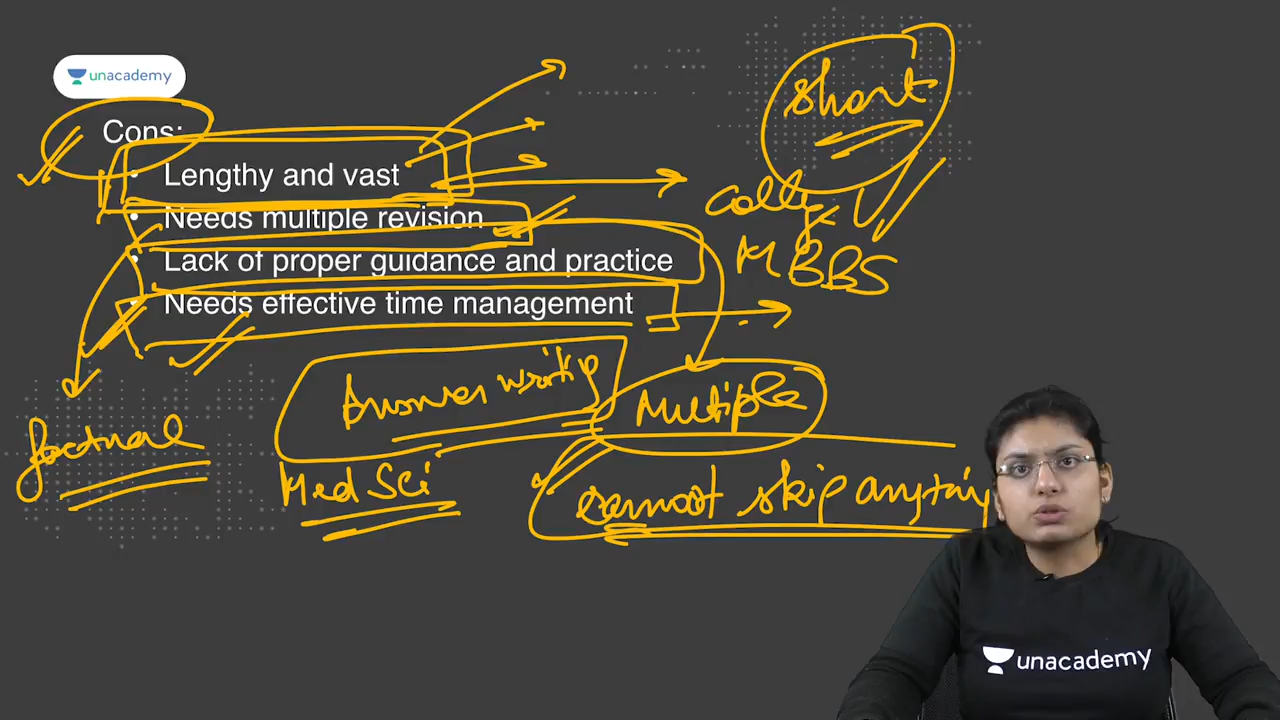 unacademy
Cons:
• Lengthy and vast
• Needs multiple revision
• Lack of proper guidance and practice
• Needs effective time management
short
MBBS
Answer writing
Multiple
factual
Med Sci
cannot skip anything
unacademy